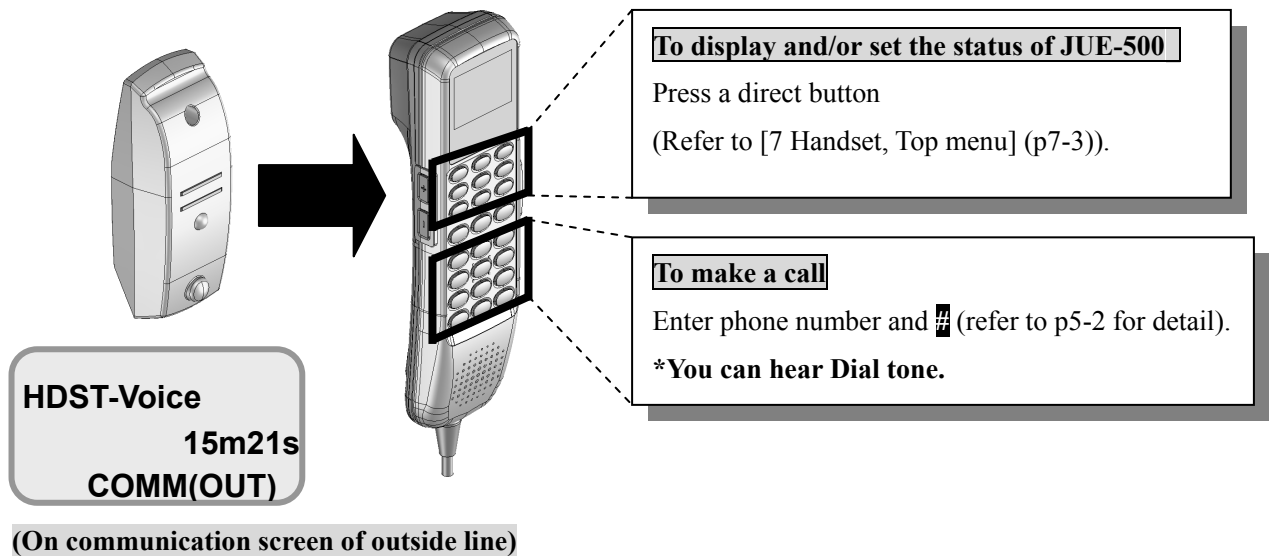 To display and/or set the status of JUE-500
Press a direct button
(Refer to [7 Handset, Top menu] (p7-3)).
To make a call
Enter phone number and # (refer to p5-2 for detail).
*You can hear Dial tone.
HDST-Voice
15m21s
COMM(OUT)
(On communication screen of outside line)